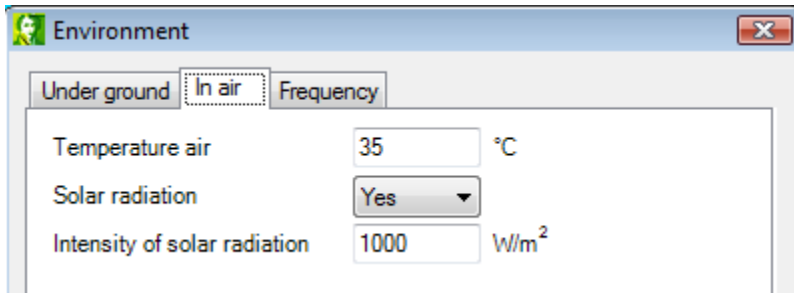 Environment
Under ground In air Frequency
Temperature air 35 °C
Solar radiation Yes
Intensity of solar radiation 1000 W/m²